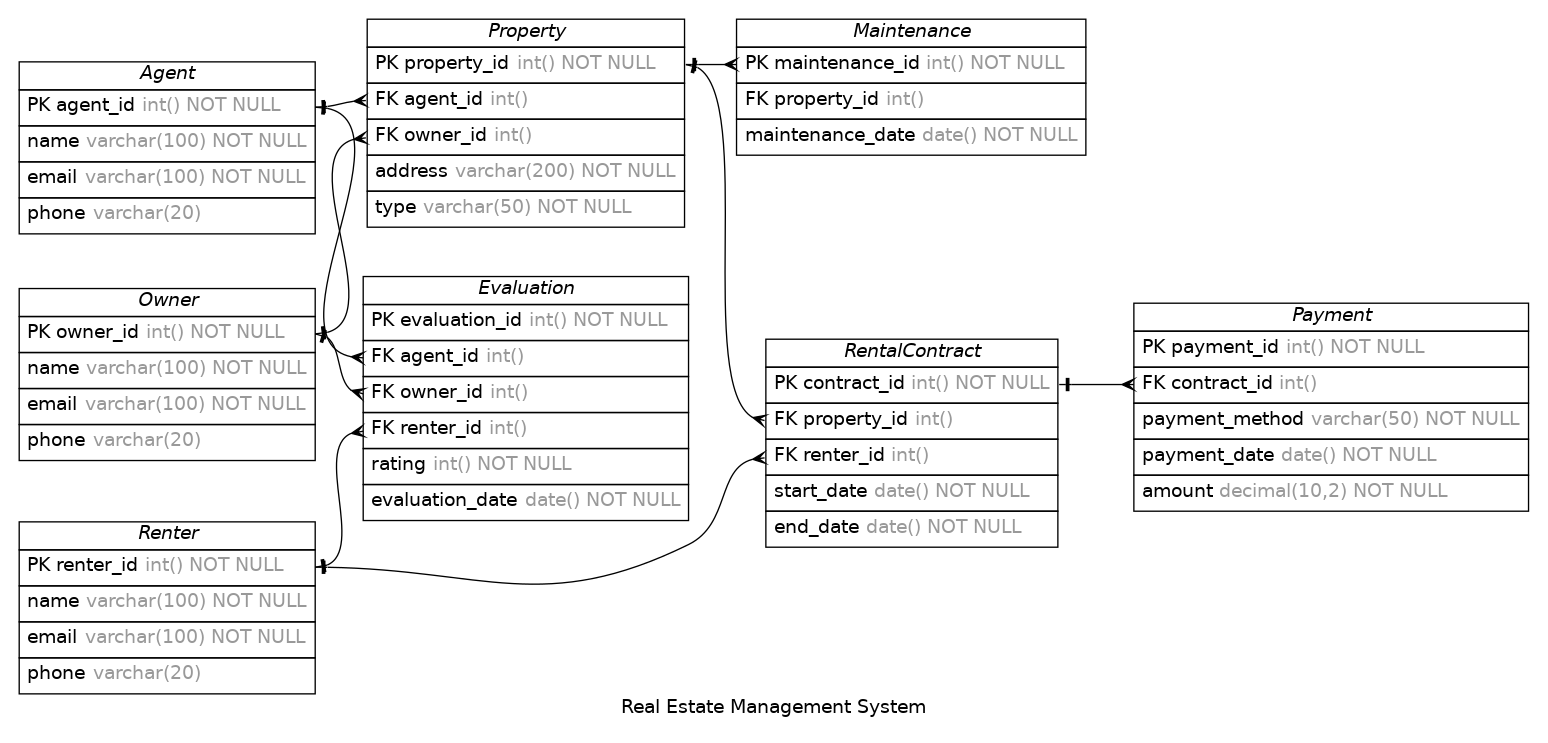 Agent
PK agent_id int() NOT NULL
name varchar(100) NOT NULL
email varchar(100) NOT NULL
phone varchar(20)
Owner
PK owner_id int() NOT NULL
name varchar(100) NOT NULL
email varchar(100) NOT NULL
phone varchar(20)
Renter
PK renter_id int() NOT NULL
name varchar(100) NOT NULL
email varchar(100) NOT NULL
phone varchar(20)
Property
PK property_id int() NOT NULL
FK agent_id int()
FK owner_id int()
address varchar(200) NOT NULL
type varchar(50) NOT NULL
Evaluation
PK evaluation_id int() NOT NULL
FK agent_id int()
FK owner_id int()
FK renter_id int()
rating int() NOT NULL
evaluation_date date() NOT NULL
Maintenance
PK maintenance_id int() NOT NULL
FK property_id int()
maintenance_date date() NOT NULL
RentalContract
PK contract_id int() NOT NULL
FK property_id int()
FK renter_id int()
start_date date() NOT NULL
end_date date() NOT NULL
Payment
PK payment_id int() NOT NULL
FK contract_id int()
payment_method varchar(50) NOT NULL
payment_date date() NOT NULL
amount decimal(10,2) NOT NULL
Real Estate Management System